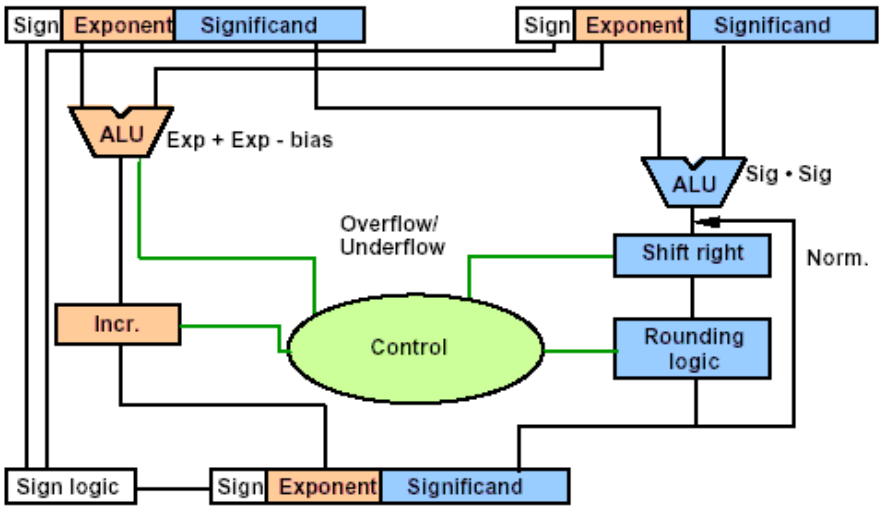 Sign Exponent Significand
Sign Exponent Significand
ALU
Exp + Exp - bias
ALU
Sig • Sig
Overflow/
Underflow
Shift right
Norm.
Incr.
Control
Rounding
logic
Sign logic
Sign Exponent Significand